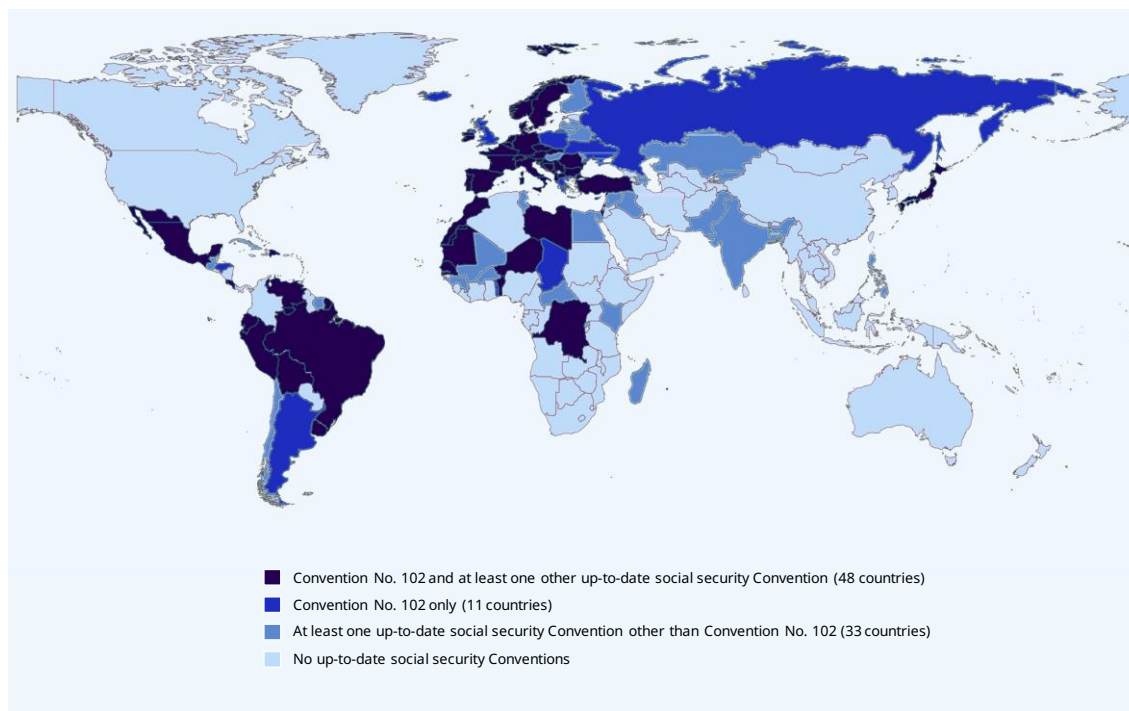 Convention No. 102 and at least one other up-to-date social security Convention (48 countries)
Convention No. 102 only (11 countries)
At least one up-to-date social security Convention other than Convention No. 102 (33 countries)
No up-to-date social security Conventions